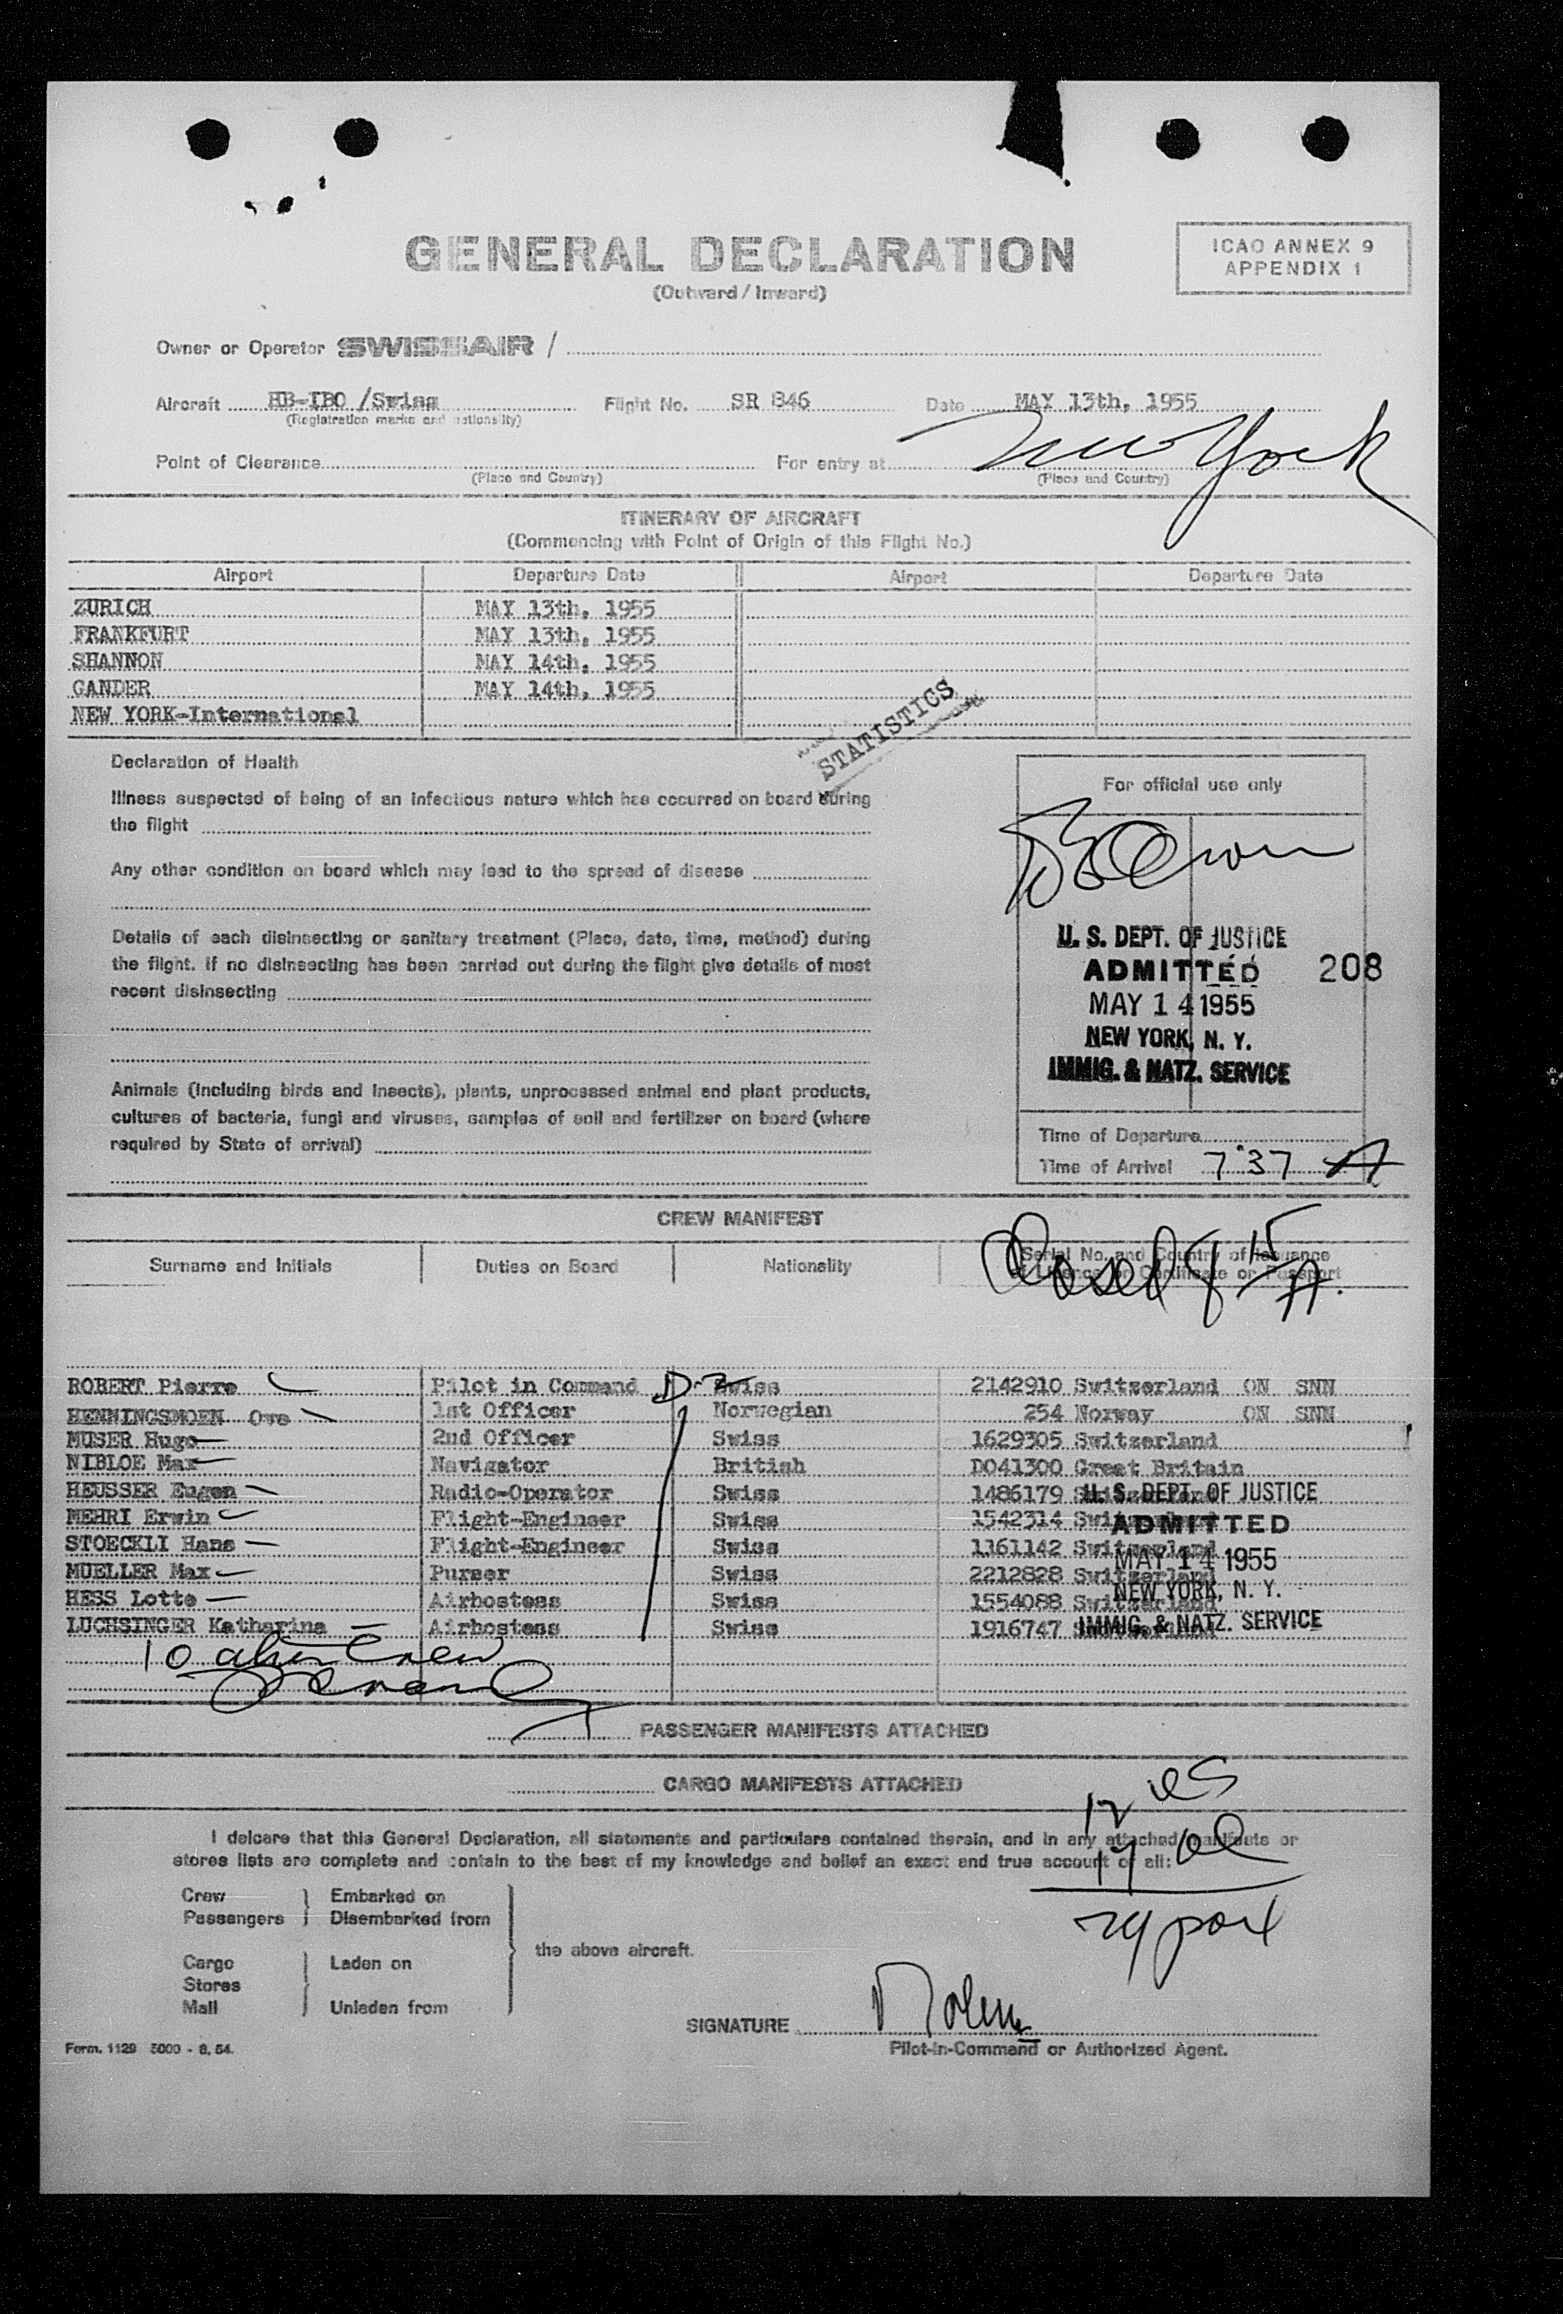 GENERAL DECLARATION
(Outward / Inward)
ICAO ANNEX 9
APPENDIX 1
Owner or Operator SWISSAIR /
Aircraft HB-IBO /Swiss Flight No. SR 846 Date MAY 13th, 1955
(Registration marks and nationality)
Point of Clearance For entry at New York
(Place and Country) (Place and Country)
ITINERARY OF AIRCRAFT
(Commencing with Point of Origin of this Flight No.)
Airport Departure Date Airport Departure Date
ZURICH MAY 13th, 1955
FRANKFURT MAY 13th, 1955
SHANNON MAY 14th, 1955
GANDER MAY 14th, 1955
NEW YORK-International
STATISTICS
Declaration of Health
Illness suspected of being of an infectious nature which has occurred on board during
the flight
Any other condition on board which may lead to the spread of disease
Details of each disinsecting or sanitary treatment (Place, date, time, method) during
the flight. If no disinsecting has been carried out during the flight give details of most
recent disinsecting
Animals (including birds and insects), plants, unprocessed animal and plant products,
cultures of bacteria, fungi and viruses, samples of soil and fertilizer on board (where
required by State of arrival)
For official use only
U. S. DEPT. OF JUSTICE
ADMITTED 208
MAY 14 1955
NEW YORK, N. Y.
IMMIG. & NATZ. SERVICE
Time of Departure
Time of Arrival 7:37 A
CREW MANIFEST
Surname and Initials Duties on Board Nationality Serial No. and Country of Issuance
of Licence or Certificate or Passport
Closed 8 15 A.
ROBERT Pierre Pilot in Command D-2 Swiss 2142910 Switzerland ON SNN
HENNINGSMOEN Ove 1st Officer Norwegian 254 Norway ON SNN
MUSER Hugo 2nd Officer Swiss 1629305 Switzerland
NIBLOE Max Navigator British D041300 Great Britain
HEUSSER Eugen Radio-Operator Swiss 1486179 Switzerland
MEHRI Erwin Flight-Engineer Swiss 1542314 Switzerland
STOECKLI Hans Flight-Engineer Swiss 1161142 Switzerland
MUELLER Max Purser Swiss 2212828 Switzerland
HESS Lotte Airhostess Swiss 1554088 Switzerland
LUCHSINGER Katharina Airhostess Swiss 1916747 Switzerland
U. S. DEPT. OF JUSTICE
ADMITTED
MAY 14 1955
NEW YORK, N. Y.
IMMIG. & NATZ. SERVICE
10 alien Crew
PASSENGER MANIFESTS ATTACHED
CARGO MANIFESTS ATTACHED
12
17
I delcare that this General Declaration, all statements and particulars contained therein, and in any attached manifests or
stores lists are complete and contain to the best of my knowledge and belief an exact and true account of all:
29
Crew Embarked on
Passengers Disembarked from
the above aircraft.
Cargo Laden on
Stores
Mail Unladen from
SIGNATURE
Form. 1129 5000 - 8. 54. Pilot-in-Command or Authorized Agent.